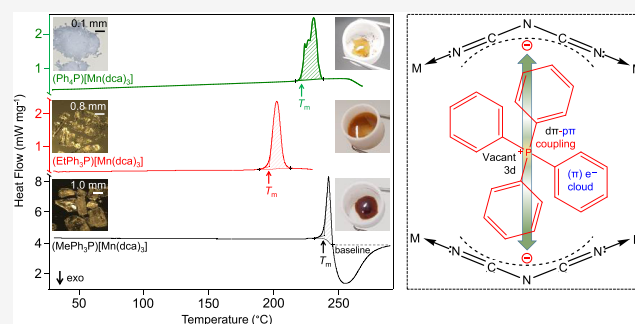 0.1 mm
2
1
(Ph₄P)[Mn(dca)₃]
Tm
0.8 mm
2
1
(EtPh₃P)[Mn(dca)₃]
Tm
1.0 mm
8
6
4
2
(MePh₃P)[Mn(dca)₃]
baseline
Tm
exo
Heat Flow (mW mg⁻¹)
50 100 150 200 250
Temperature (°C)
N
⊖
C C
N N
M M
dπ-pπ
coupling
+P
Vacant
3d
(π) e⁻
cloud
M M
⊖
N N
C C
N